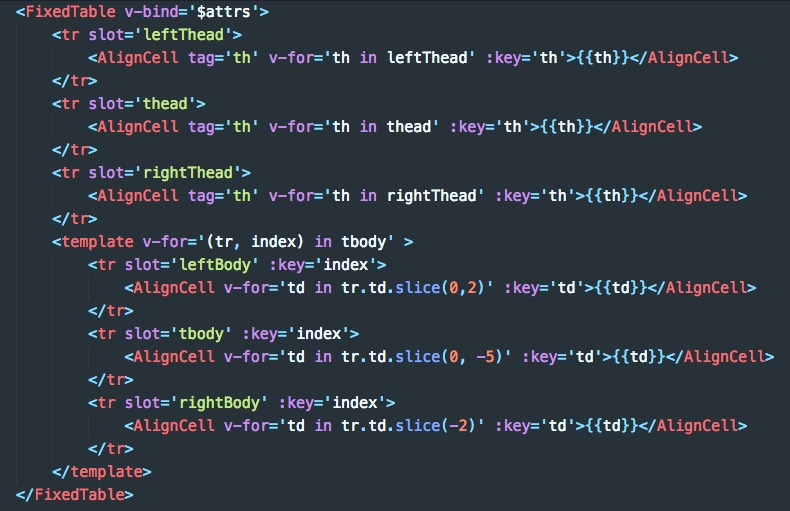 <FixedTable v-bind='$attrs'>
<tr slot='leftThead'>
<AlignCell tag='th' v-for='th in leftThead' :key='th'>{{th}}</AlignCell>
</tr>
<tr slot='thead'>
<AlignCell tag='th' v-for='th in thead' :key='th'>{{th}}</AlignCell>
</tr>
<tr slot='rightThead'>
<AlignCell tag='th' v-for='th in rightThead' :key='th'>{{th}}</AlignCell>
</tr>
<template v-for='(tr, index) in tbody' >
<tr slot='leftBody' :key='index'>
<AlignCell v-for='td in tr.td.slice(0,2)' :key='td'>{{td}}</AlignCell>
</tr>
<tr slot='tbody' :key='index'>
<AlignCell v-for='td in tr.td.slice(0, -5)' :key='td'>{{td}}</AlignCell>
</tr>
<tr slot='rightBody' :key='index'>
<AlignCell v-for='td in tr.td.slice(-2)' :key='td'>{{td}}</AlignCell>
</tr>
</template>
</FixedTable>